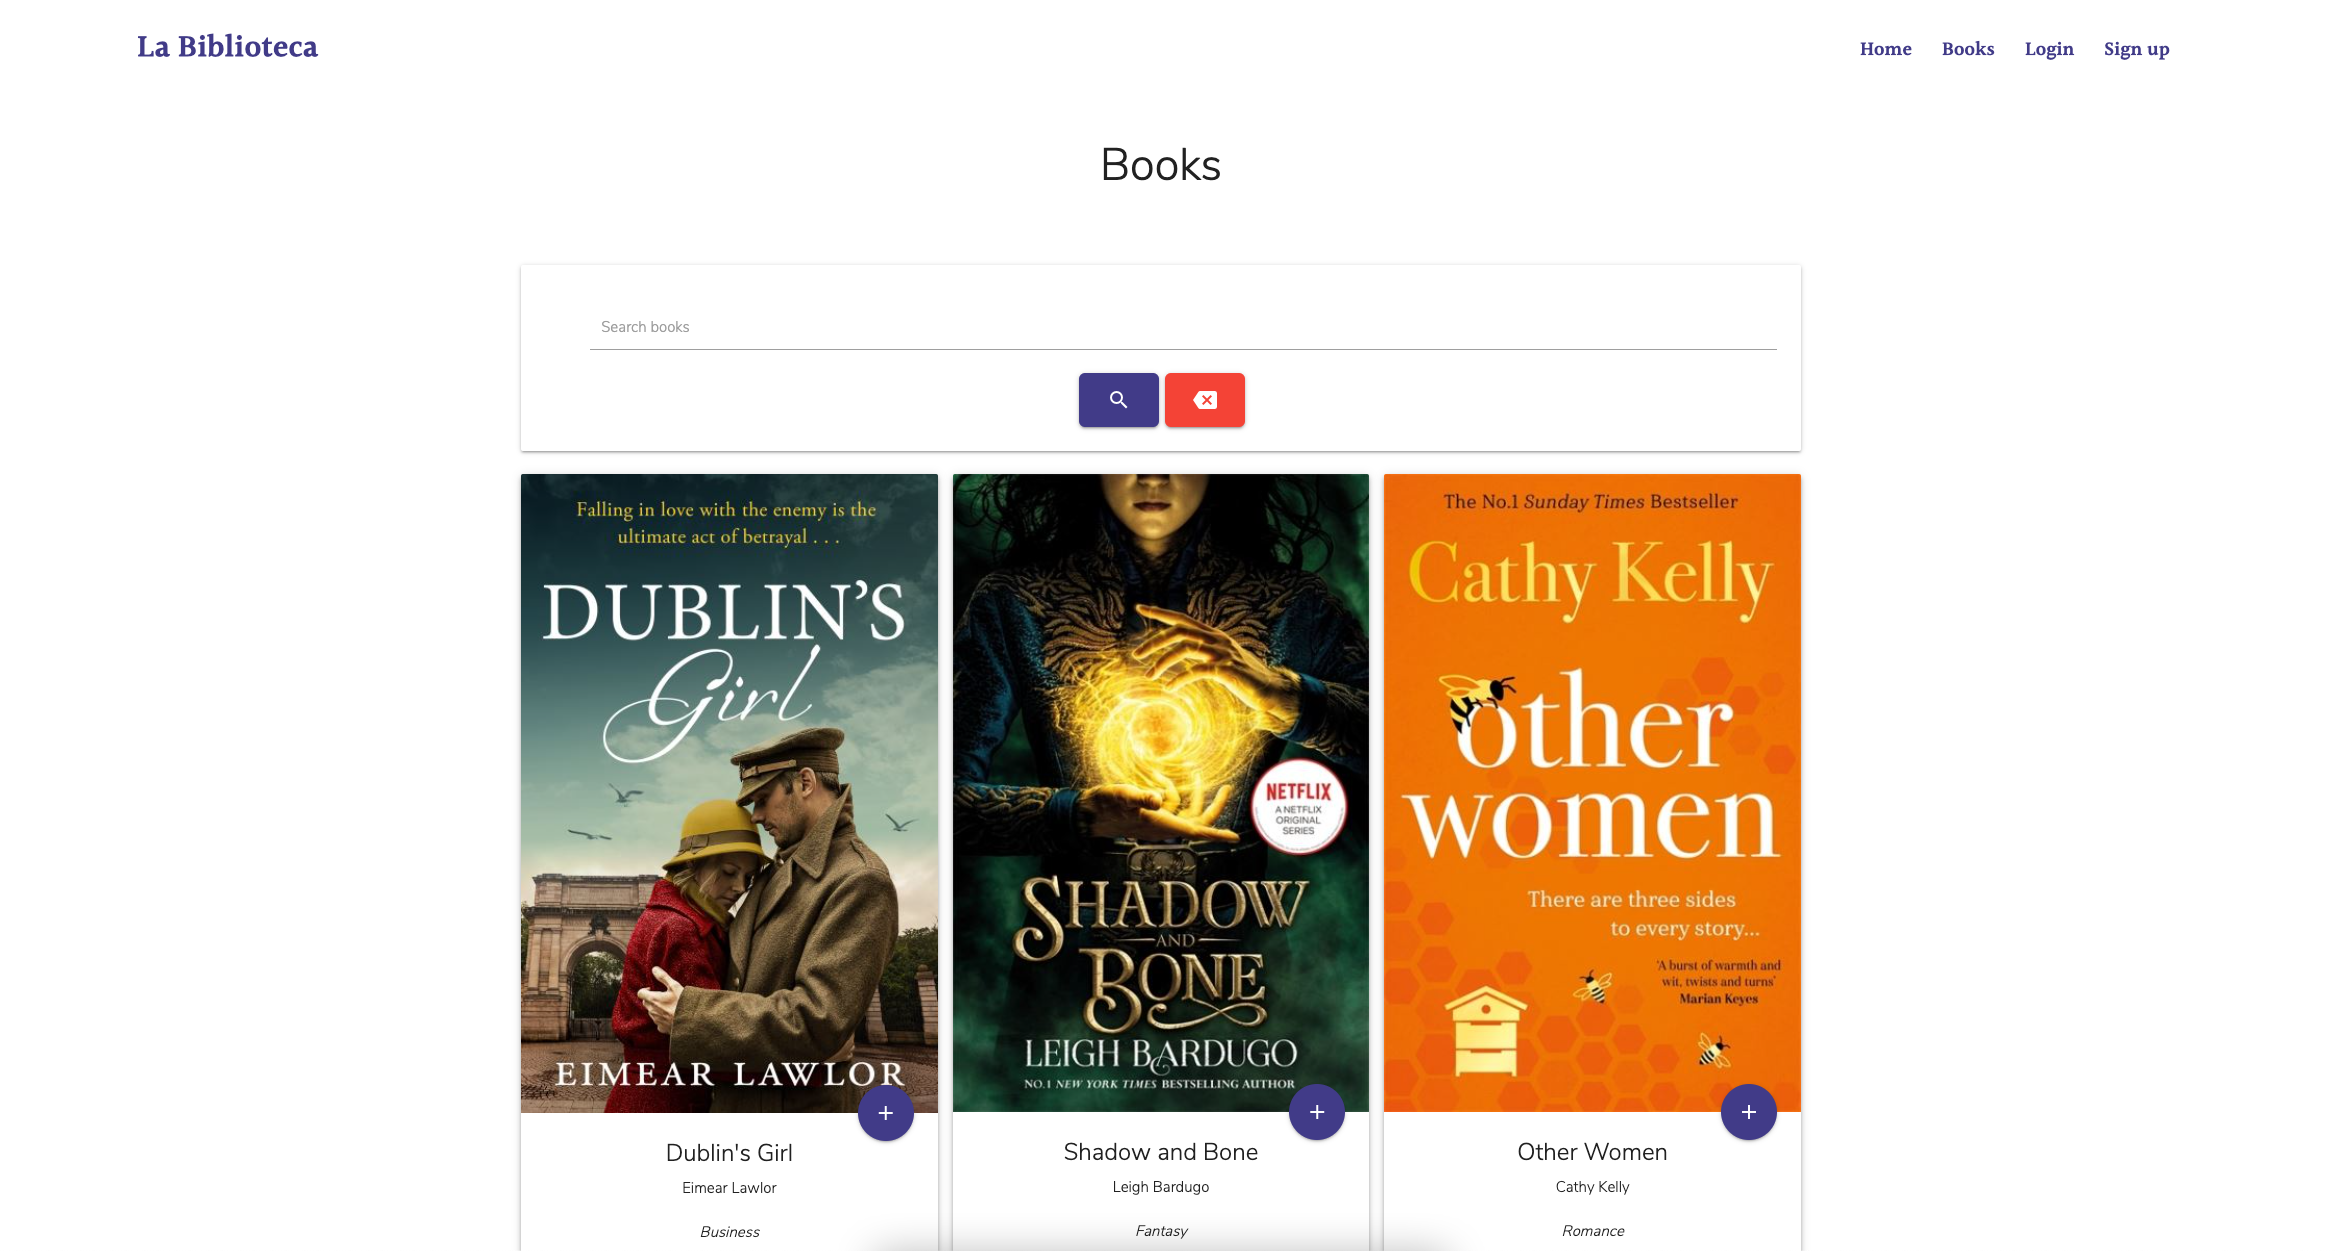 La Biblioteca
Home Books Login Sign up
Books
Search books
Falling in love with the enemy is the
ultimate act of betrayal . . .
DUBLIN'S
Girl
EIMEAR LAWLOR
Dublin's Girl
Eimear Lawlor
Business
NETFLIX
A NETFLIX
ORIGINAL
SERIES
SHADOW
AND
BONE
LEIGH BARDUGO
NO.1 NEW YORK TIMES BESTSELLING AUTHOR
Shadow and Bone
Leigh Bardugo
Fantasy
The No.1 Sunday Times Bestseller
Cathy Kelly
other
women
There are three sides
to every story...
'A burst of warmth and
wit, twists and turns'
Marian Keyes
Other Women
Cathy Kelly
Romance